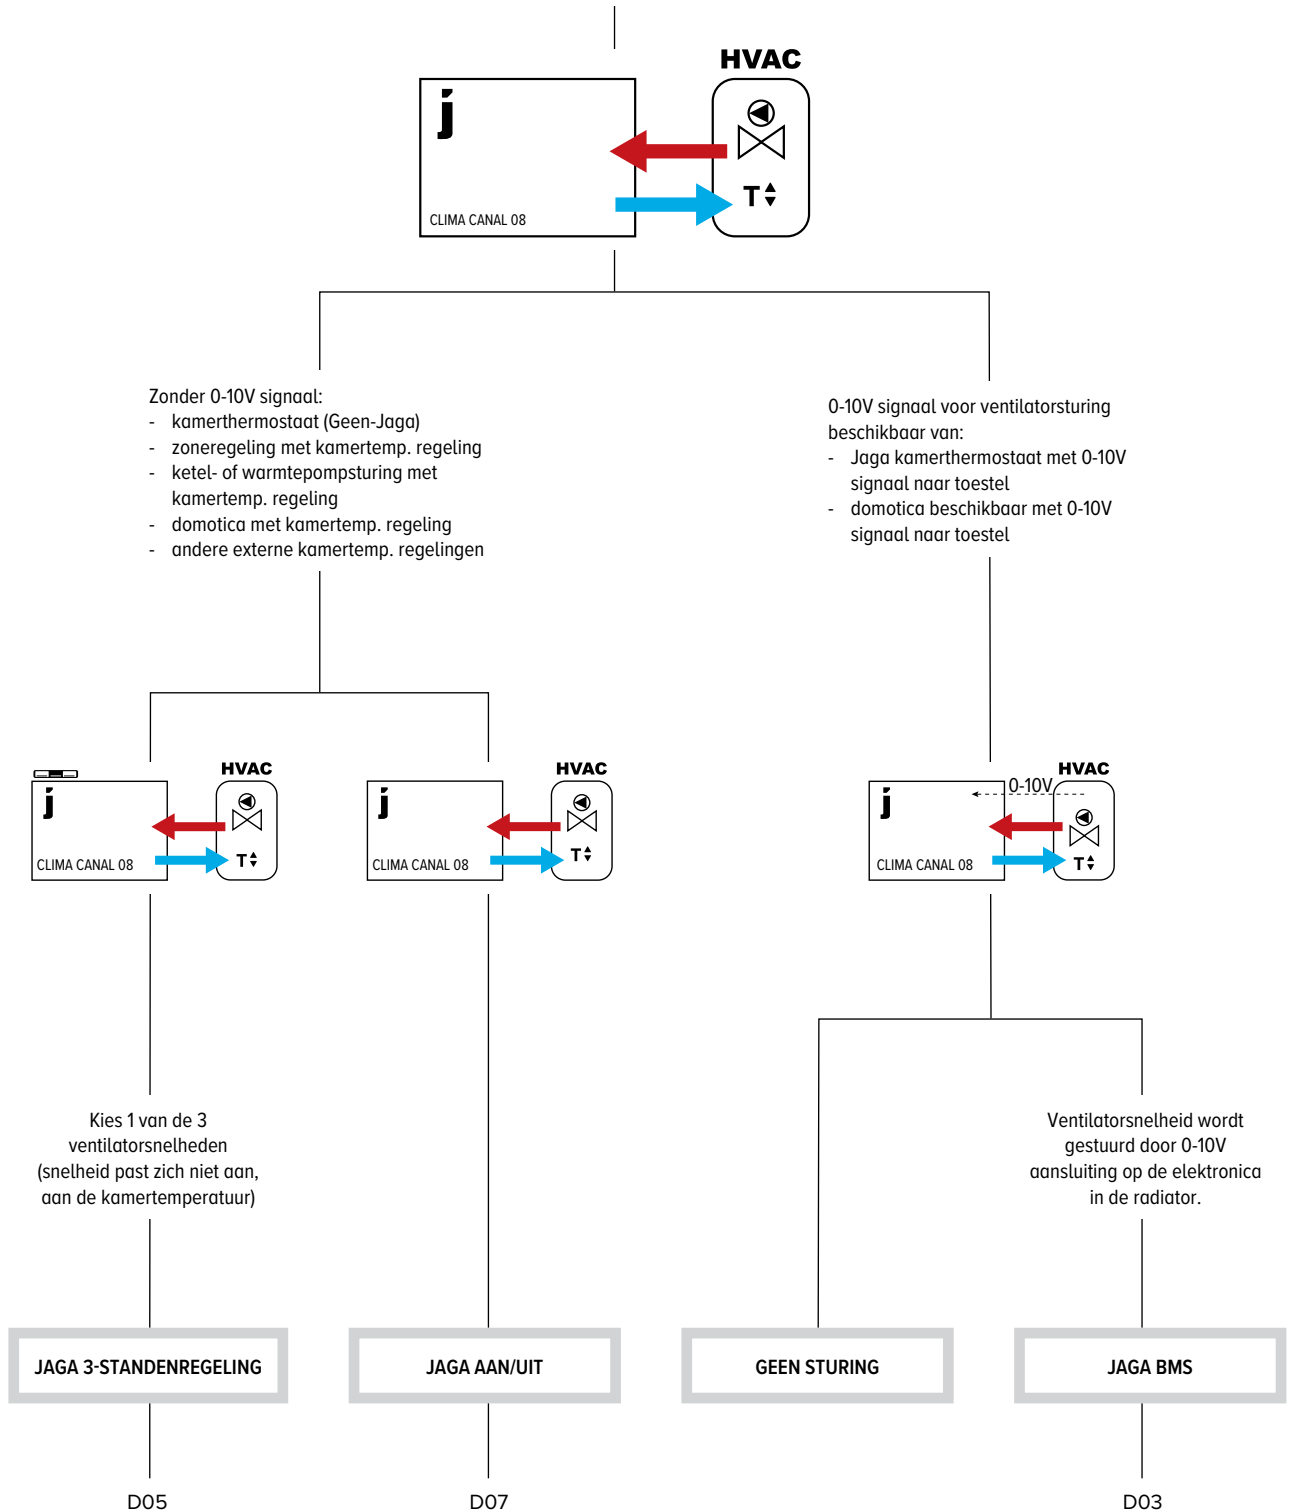 HVAC
j
T
CLIMA CANAL 08
Zonder 0-10V signaal:
- kamerthermostaat (Geen-Jaga)
- zoneregeling met kamertemp. regeling
- ketel- of warmtepompsturing met
kamertemp. regeling
- domotica met kamertemp. regeling
- andere externe kamertemp. regelingen
0-10V signaal voor ventilatorsturing
beschikbaar van:
- Jaga kamerthermostaat met 0-10V
signaal naar toestel
- domotica beschikbaar met 0-10V
signaal naar toestel
HVAC
j
T
CLIMA CANAL 08
HVAC
j
T
CLIMA CANAL 08
HVAC
0-10V
j
T
CLIMA CANAL 08
Kies 1 van de 3
ventilatorsnelheden
(snelheid past zich niet aan,
aan de kamertemperatuur)
Ventilatorsnelheid wordt
gestuurd door 0-10V
aansluiting op de elektronica
in de radiator.
JAGA 3-STANDENREGELING
JAGA AAN/UIT
GEEN STURING
JAGA BMS
D05
D07
D03